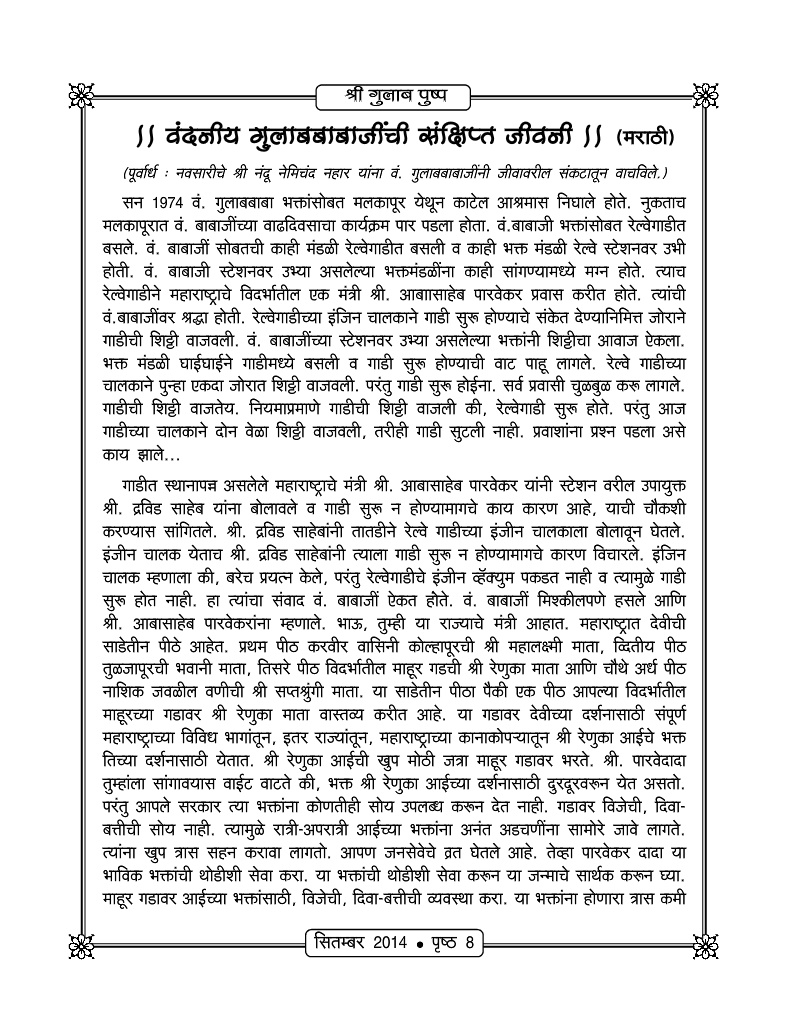 श्री गुलाब पुष्प
।। वंदनीय गुलाबबाबाजींची संक्षिप्त जीवनी ।। (मराठी)
(पूर्वार्ध : नवसारीचे श्री नंदू नेमिचंद नहार यांना वं. गुलाबबाबाजींनी जीवावरील संकटातून वाचविले.)
सन 1974 वं. गुलाबबाबा भक्तांसोबत मलकापूर येथून काटेल आश्रमास निघाले होते. नुकताच
मलकापूरात वं. बाबाजींच्या वाढदिवसाचा कार्यक्रम पार पडला होता. वं.बाबाजी भक्तांसोबत रेल्वेगाडीत
बसले. वं. बाबाजीं सोबतची काही मंडळी रेल्वेगाडीत बसली व काही भक्त मंडळी रेल्वे स्टेशनवर उभी
होती. वं. बाबाजी स्टेशनवर उभ्या असलेल्या भक्तमंडळींना काही सांगण्यामध्ये मग्न होते. त्याच
रेल्वेगाडीने महाराष्ट्राचे विदर्भातील एक मंत्री श्री. आबाासाहेब पारवेकर प्रवास करीत होते. त्यांची
वं.बाबाजींवर श्रद्धा होती. रेल्वेगाडीच्या इंजिन चालकाने गाडी सुरू होण्याचे संकेत देण्यानिमित्त जोराने
गाडीची शिट्टी वाजवली. वं. बाबाजींच्या स्टेशनवर उभ्या असलेल्या भक्तांनी शिट्टीचा आवाज ऐकला.
भक्त मंडळी घाईघाईने गाडीमध्ये बसली व गाडी सुरू होण्याची वाट पाहू लागले. रेल्वे गाडीच्या
चालकाने पुन्हा एकदा जोरात शिट्टी वाजवली. परंतु गाडी सुरू होईना. सर्व प्रवासी चुळबुळ करू लागले.
गाडीची शिट्टी वाजतेय. नियमाप्रमाणे गाडीची शिट्टी वाजली की, रेल्वेगाडी सुरू होते. परंतु आज
गाडीच्या चालकाने दोन वेळा शिट्टी वाजवली, तरीही गाडी सुटली नाही. प्रवाशांना प्रश्न पडला असे
काय झाले...
गाडीत स्थानापन्न असलेले महाराष्ट्राचे मंत्री श्री. आबासाहेब पारवेकर यांनी स्टेशन वरील उपायुक्त
श्री. द्रविड साहेब यांना बोलावले व गाडी सुरू न होण्यामागचे काय कारण आहे, याची चौकशी
करण्यास सांगितले. श्री. द्रविड साहेबांनी तातडीने रेल्वे गाडीच्या इंजीन चालकाला बोलावून घेतले.
इंजीन चालक येताच श्री. द्रविड साहेबांनी त्याला गाडी सुरू न होण्यामागचे कारण विचारले. इंजिन
चालक म्हणाला की, बरेच प्रयत्न केले, परंतु रेल्वेगाडीचे इंजीन व्हॅक्युम पकडत नाही व त्यामुळे गाडी
सुरू होत नाही. हा त्यांचा संवाद वं. बाबाजीं ऐकत होते. वं. बाबाजीं मिश्कीलपणे हसले आणि
श्री. आबासाहेब पारवेकरांना म्हणाले. भाऊ, तुम्ही या राज्याचे मंत्री आहात. महाराष्ट्रात देवीची
साडेतीन पीठे आहेत. प्रथम पीठ करवीर वासिनी कोल्हापूरची श्री महालक्ष्मी माता, व्दितीय पीठ
तुळजापूरची भवानी माता, तिसरे पीठ विदर्भातील माहूर गडची श्री रेणुका माता आणि चौथे अर्ध पीठ
नाशिक जवळील वणीची श्री सप्तश्रुंगी माता. या साडेतीन पीठा पैकी एक पीठ आपल्या विदर्भातील
माहूरच्या गडावर श्री रेणुका माता वास्तव्य करीत आहे. या गडावर देवीच्या दर्शनासाठी संपूर्ण
महाराष्ट्राच्या विविध भागांतून, इतर राज्यांतून, महाराष्ट्राच्या कानाकोपऱ्यातून श्री रेणुका आईचे भक्त
तिच्या दर्शनासाठी येतात. श्री रेणुका आईची खुप मोठी जत्रा माहूर गडावर भरते. श्री. पारवेदादा
तुम्हांला सांगावयास वाईट वाटते की, भक्त श्री रेणुका आईच्या दर्शनासाठी दुरदूरवरून येत असतो.
परंतु आपले सरकार त्या भक्तांना कोणतीही सोय उपलब्ध करून देत नाही. गडावर विजेची, दिवा-
बत्तीची सोय नाही. त्यामुळे रात्री-अपरात्री आईच्या भक्तांना अनंत अडचणींना सामोरे जावे लागते.
त्यांना खुप त्रास सहन करावा लागतो. आपण जनसेवेचे व्रत घेतले आहे. तेव्हा पारवेकर दादा या
भाविक भक्तांची थोडीशी सेवा करा. या भक्तांची थोडीशी सेवा करून या जन्माचे सार्थक करून घ्या.
माहूर गडावर आईच्या भक्तांसाठी, विजेची, दिवा-बत्तीची व्यवस्था करा. या भक्तांना होणारा त्रास कमी
सितम्बर 2014 ● पृष्ठ 8